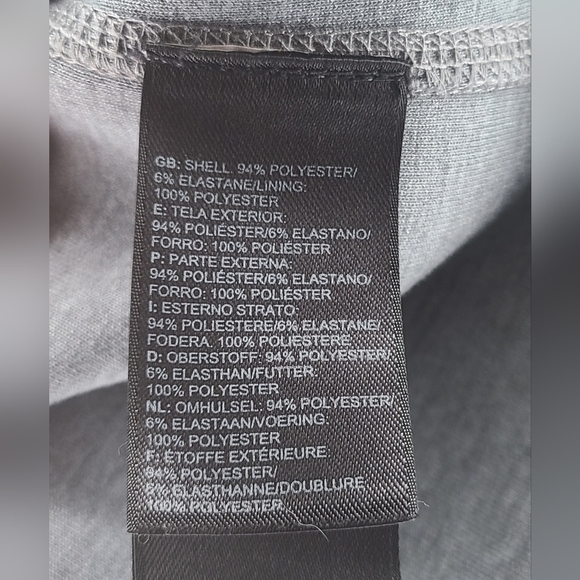 GB: SHELL. 94% POLYESTER/
6% ELASTANE/LINING:
100% POLYESTER
E: TELA EXTERIOR:
94% POLIÉSTER/6% ELASTANO/
FORRO: 100% POLIÉSTER
P: PARTE EXTERNA:
94% POLIÉSTER/6% ELASTANO/
FORRO: 100% POLIÉSTER
I: ESTERNO STRATO:
94% POLIESTERE/6% ELASTANE/
FODERA. 100% POLIESTERE
D: OBERSTOFF: 94% POLYESTER/
6% ELASTHAN/FUTTER:
100% POLYESTER
NL: OMHULSEL: 94% POLYESTER/
6% ELASTAAN/VOERING:
100% POLYESTER
F: ÉTOFFE EXTÉRIEURE:
94% POLYESTER/
6% ELASTHANNE/DOUBLURE
100% POLYESTER